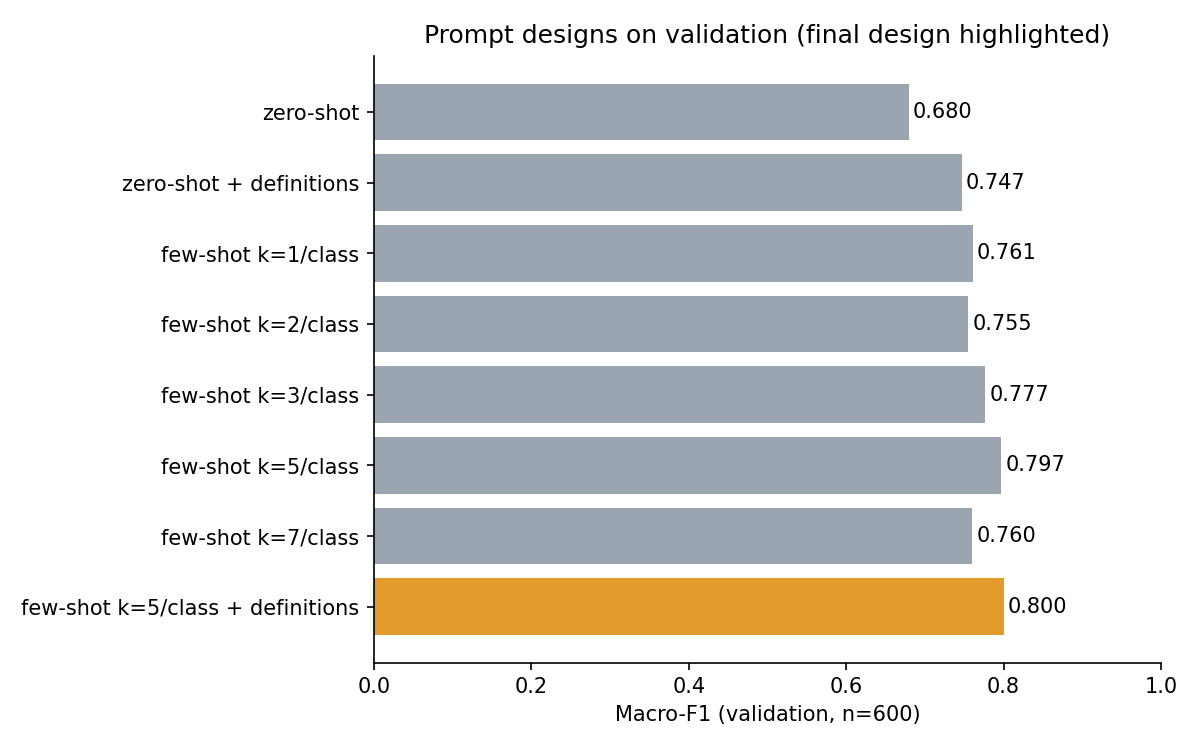 Prompt designs on validation (final design highlighted)
zero-shot 0.680
zero-shot + definitions 0.747
few-shot k=1/class 0.761
few-shot k=2/class 0.755
few-shot k=3/class 0.777
few-shot k=5/class 0.797
few-shot k=7/class 0.760
few-shot k=5/class + definitions 0.800
0.0 0.2 0.4 0.6 0.8 1.0
Macro-F1 (validation, n=600)